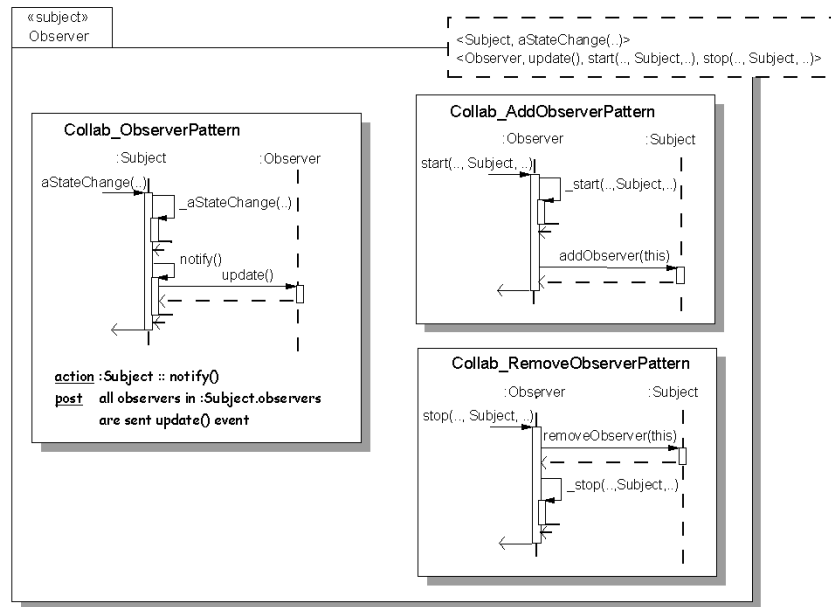 «subject»
Observer
<Subject, aStateChange(..)>
<Observer, update(), start(.., Subject,..), stop(.., Subject, ..)>
Collab_ObserverPattern
:Subject
:Observer
aStateChange(..)
_aStateChange(..)
notify()
update()
action :Subject :: notify()
post all observers in :Subject.observers
are sent update() event
Collab_AddObserverPattern
:Observer
:Subject
start(.., Subject, ..)
_start(..,Subject,..)
addObserver(this)
Collab_RemoveObserverPattern
:Observer
:Subject
stop(.., Subject, ..)
removeObserver(this)
_stop(..,Subject,..)